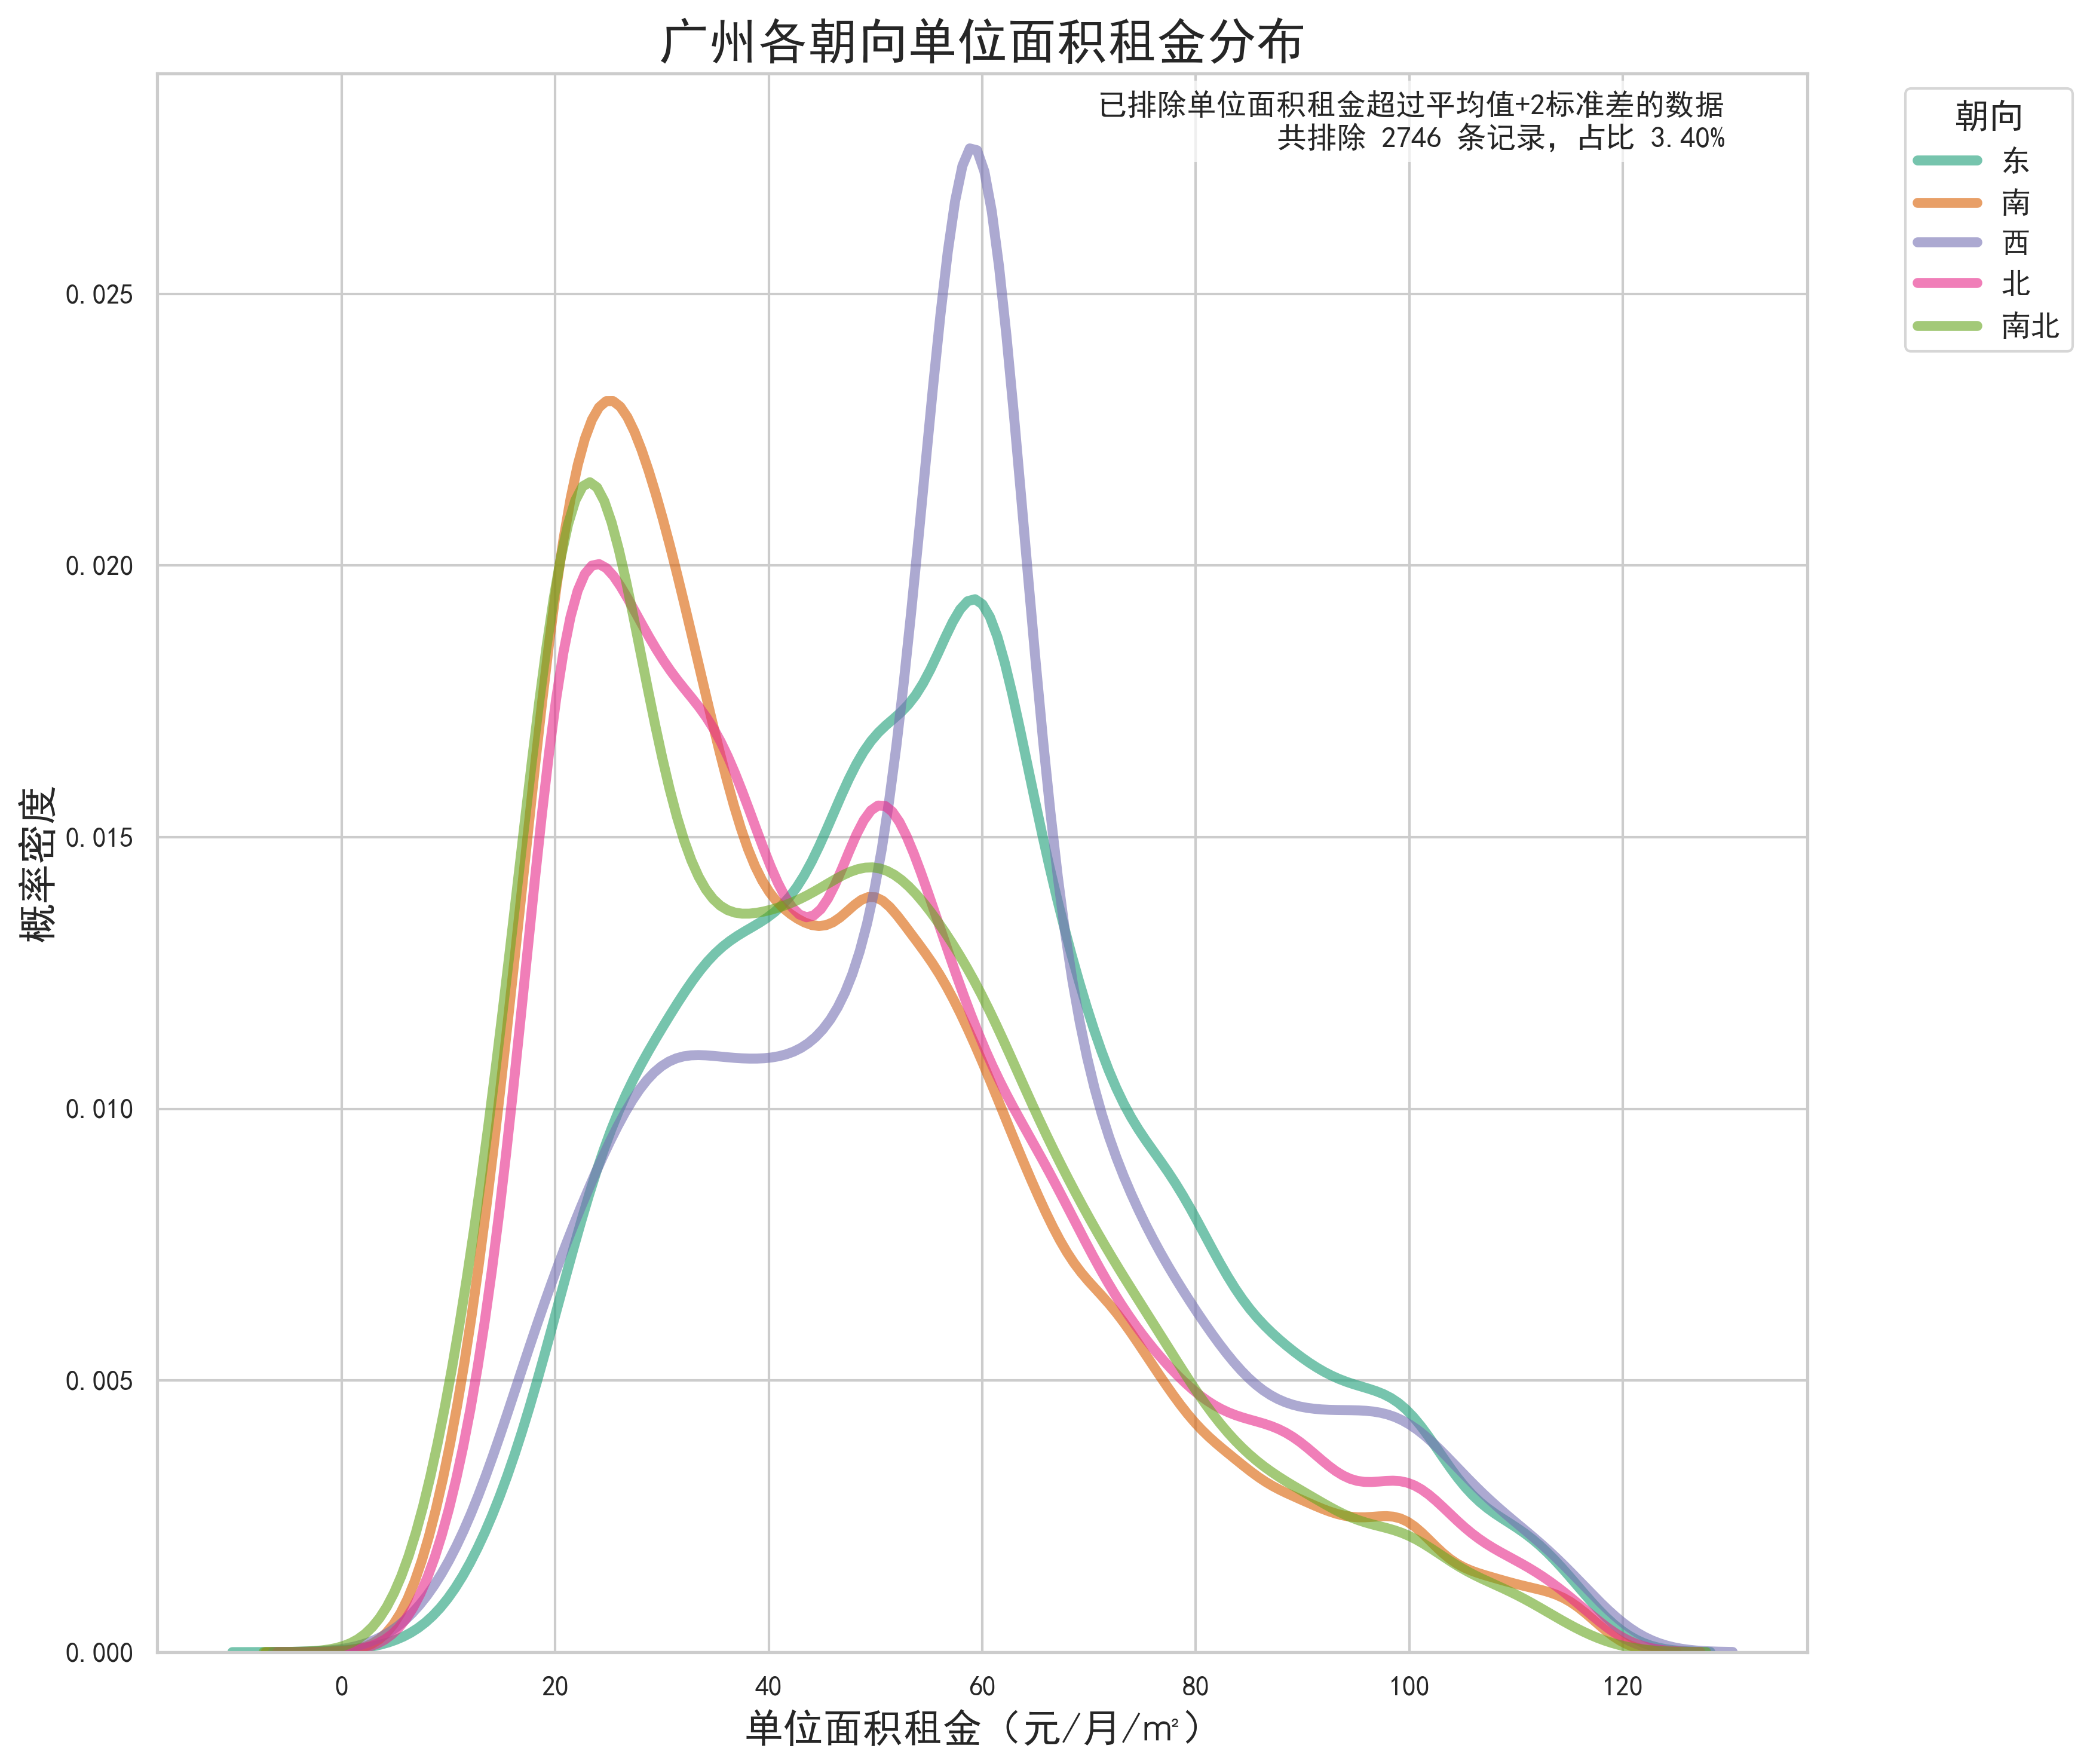 广州各朝向单位面积租金分布
已排除单位面积租金超过平均值+2标准差的数据
共排除 2746 条记录，占比 3.40%
朝向
东
南
西
北
南北
概率密度
0.025
0.020
0.015
0.010
0.005
0.000
0 20 40 60 80 100 120
单位面积租金（元/月/m²）